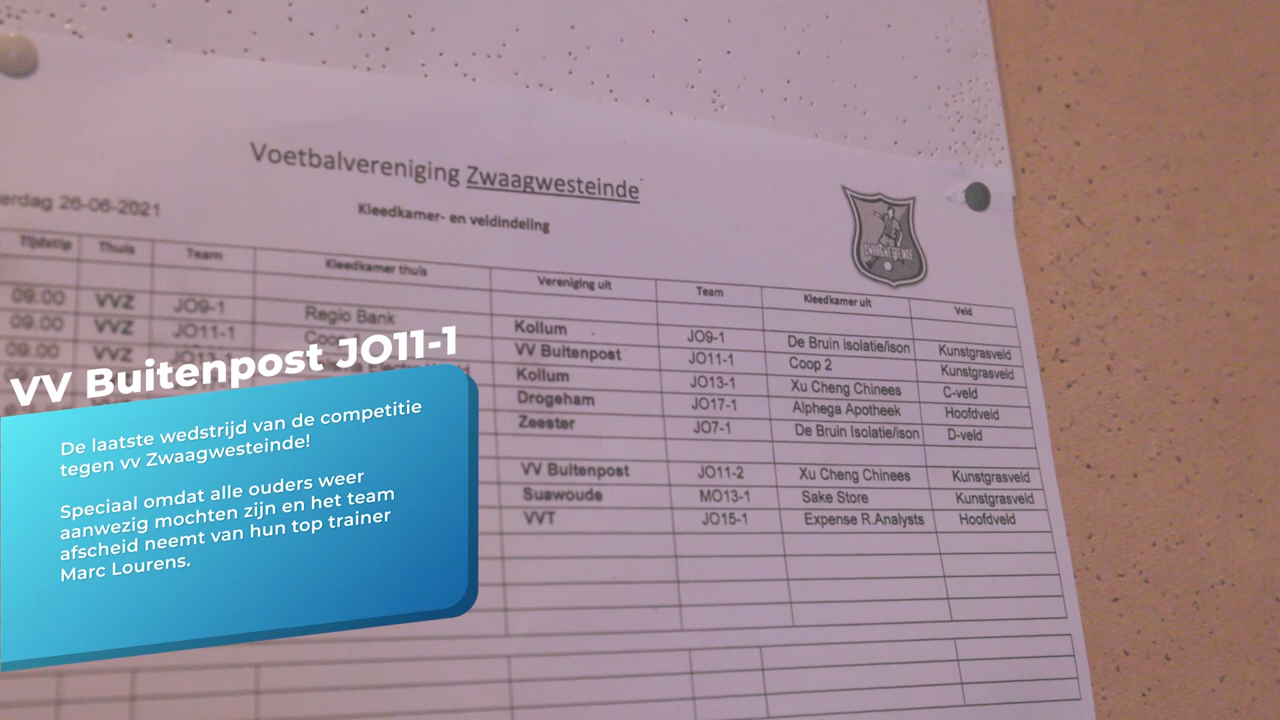 Voetbalvereniging Zwaagwesteinde
erdag 26-06-2021
Kleedkamer- en veldindeling
ZWAAGWESTEINDE
Tijdstip Thuis Team Kleedkamer thuis Vereniging uit Team Kleedkamer uit Veld
09.00 VVZ JO9-1 Regio Bank Kollum JO9-1 De Bruin isolatie/ison Kunstgrasveld
09.00 VVZ JO11-1 VV Buitenpost JO11-1 Coop 2 Kunstgrasveld
09.00 VVZ Kollum JO13-1 Xu Cheng Chinees C-veld
Drogeham JO17-1 Alphega Apotheek Hoofdveld
Zeester JO7-1 De Bruin Isolatie/ison D-veld
VV Buitenpost JO11-2 Xu Cheng Chinees Kunstgrasveld
Suawoude MO13-1 Sake Store Kunstgrasveld
VVT JO15-1 Expense R.Analysts Hoofdveld
VV Buitenpost JO11-1
De laatste wedstrijd van de competitie
tegen vv Zwaagwesteinde!
Speciaal omdat alle ouders weer
aanwezig mochten zijn en het team
afscheid neemt van hun top trainer
Marc Lourens.